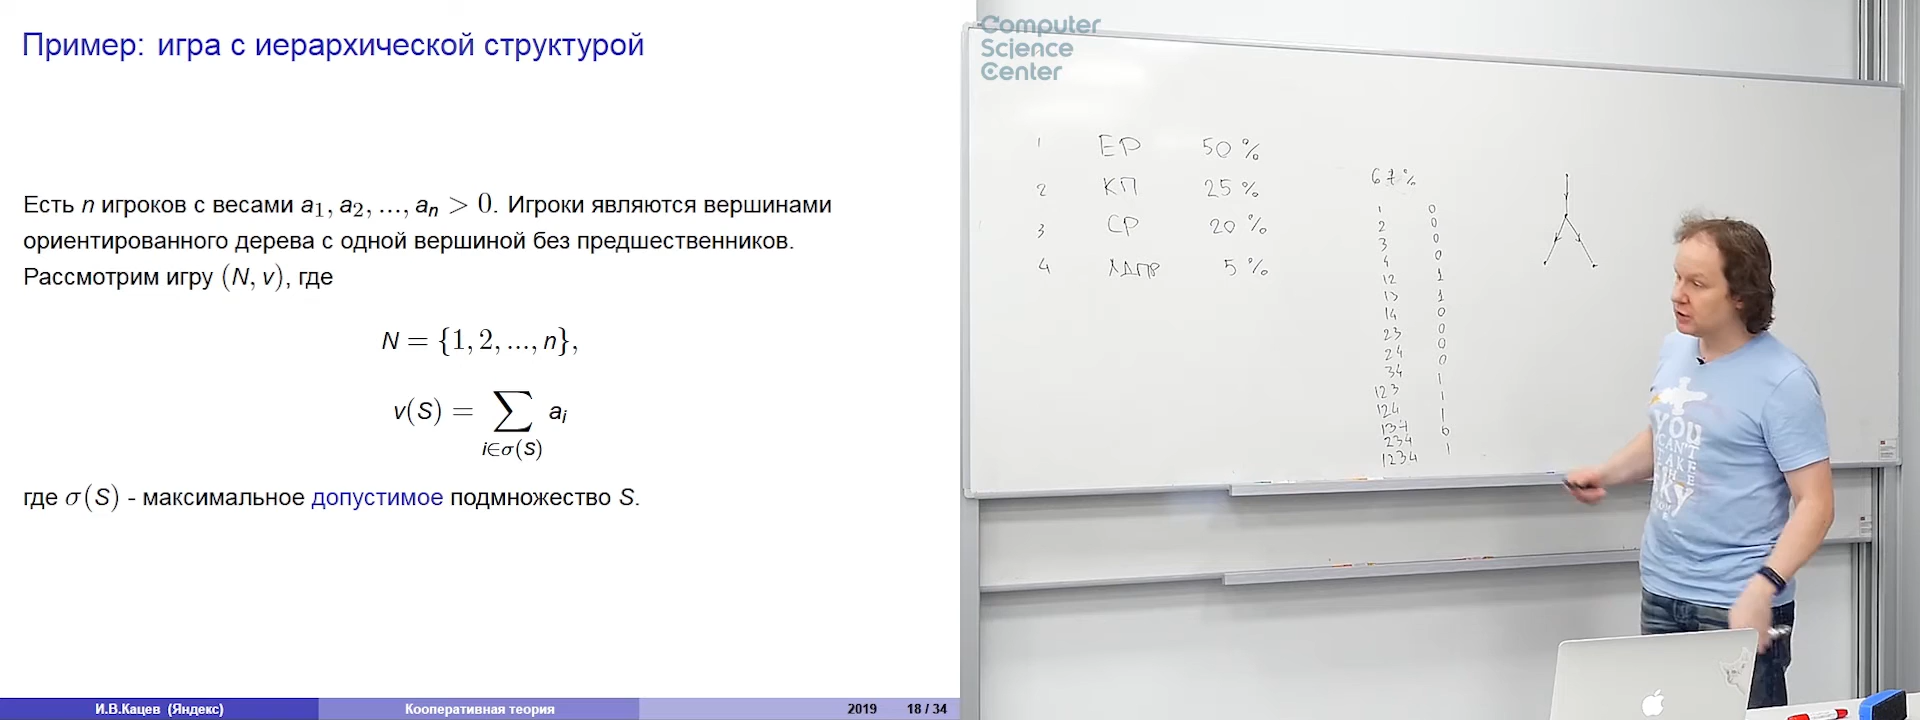 Пример: игра с иерархической структурой
Есть n игроков с весами a₁, a₂, ..., aₙ > 0. Игроки являются вершинами
ориентированного дерева с одной вершиной без предшественников.
Рассмотрим игру (N, v), где
N = {1, 2, ..., n},
v(S) = ∑ aᵢ
i∈σ(S)
где σ(S) - максимальное допустимое подмножество S.
И.В.Кацев (Яндекс) Кооперативная теория 2019 18 / 34
Computer
Science
Center
1 ЕР 50 %
2 КП 25 %
3 СР 20 %
4 ЛДПР 5 %
67 %
1 0
2 0
3 0
4 0
12 1
13 1
14 0
23 0
24 0
34 0
123 1
124 1
134 1
234 0
1234 1
YOU
CAN'T
TAKE
SKY